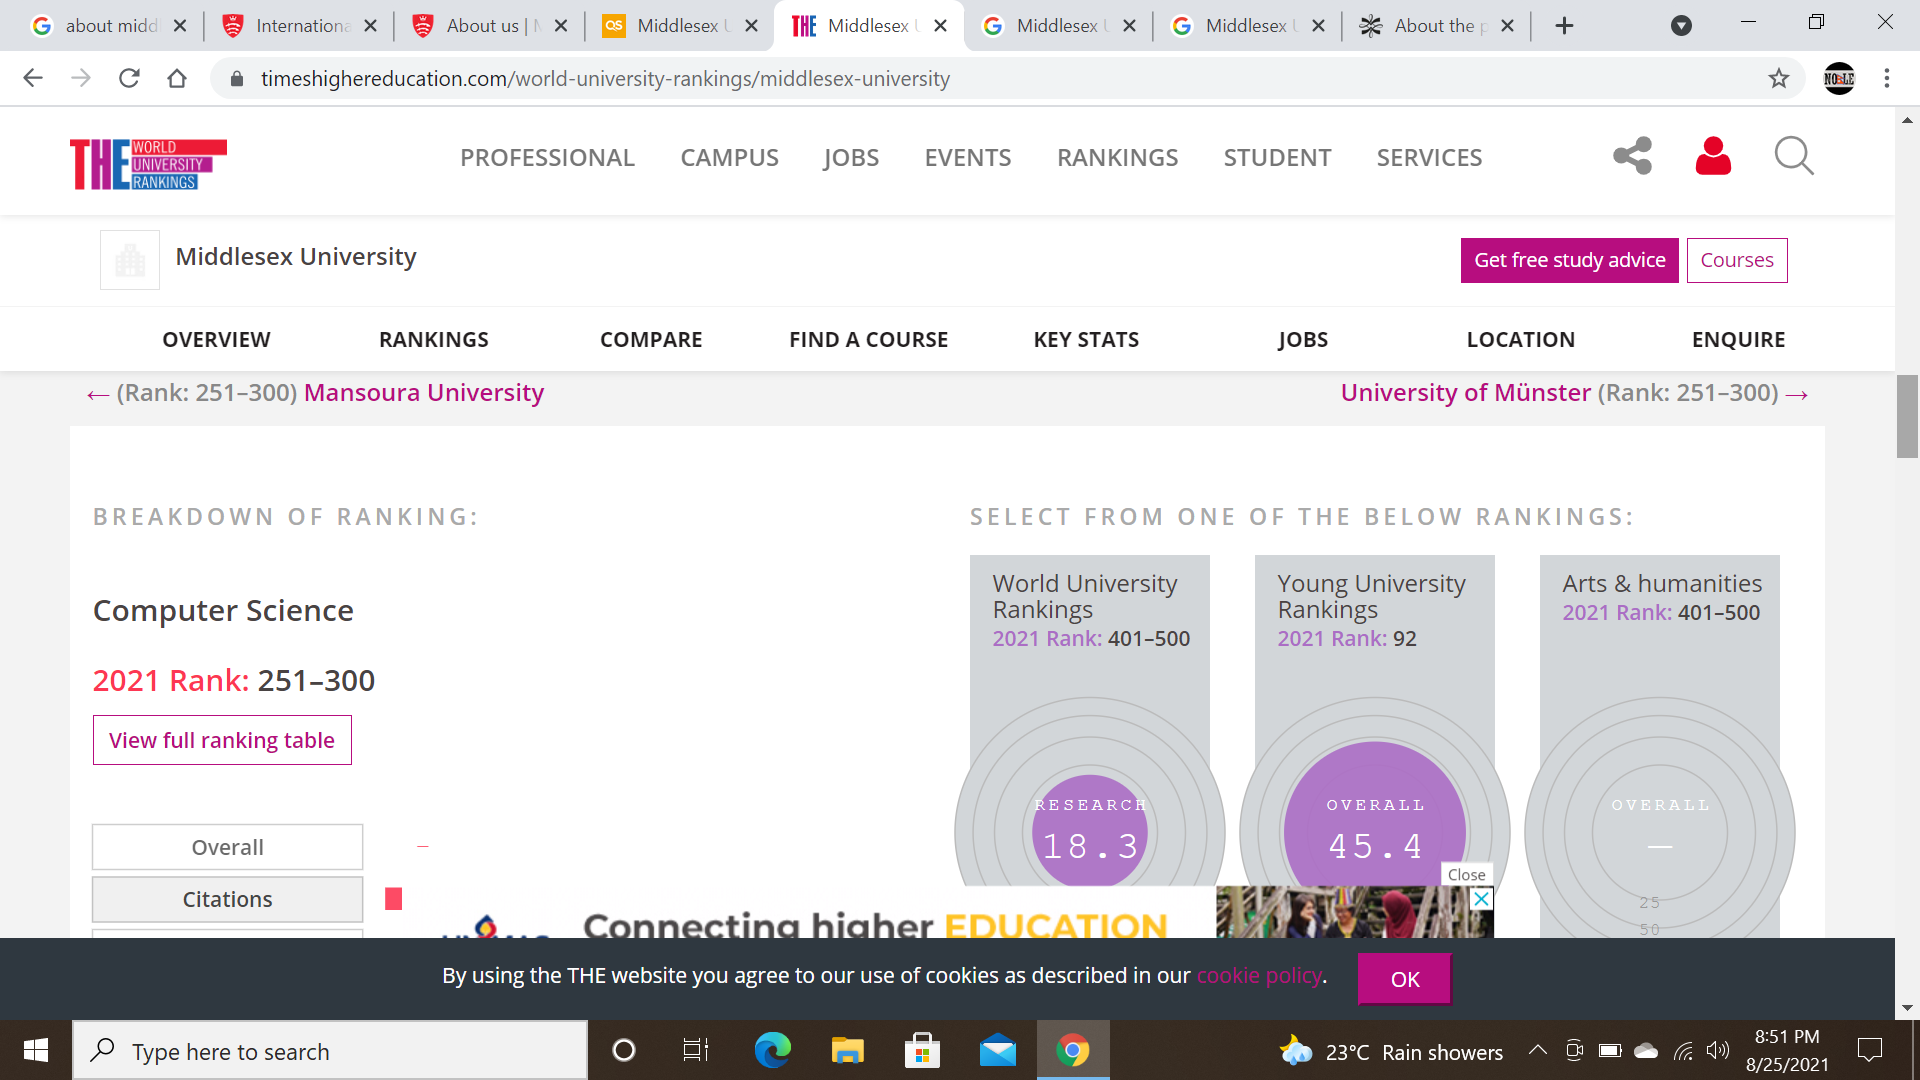 about midd
Internationa
About us | M
Middlesex U
Middlesex U
Middlesex U
Middlesex U
About the p
timeshighereducation.com/world-university-rankings/middlesex-university
NOBLE
THE WORLD UNIVERSITY RANKINGS
PROFESSIONAL CAMPUS JOBS EVENTS RANKINGS STUDENT SERVICES
Middlesex University
Get free study advice
Courses
OVERVIEW RANKINGS COMPARE FIND A COURSE KEY STATS JOBS LOCATION ENQUIRE
← (Rank: 251–300) Mansoura University
University of Münster (Rank: 251–300) →
BREAKDOWN OF RANKING:
SELECT FROM ONE OF THE BELOW RANKINGS:
Computer Science
2021 Rank: 251–300
View full ranking table
Overall
–
Citations
World University
Rankings
2021 Rank: 401–500
RESEARCH
18.3
Young University
Rankings
2021 Rank: 92
OVERALL
45.4
Arts & humanities
2021 Rank: 401–500
OVERALL
—
25
50
Close
Connecting higher EDUCATION
By using the THE website you agree to our use of cookies as described in our cookie policy.
OK
Type here to search
23°C Rain showers
8:51 PM
8/25/2021